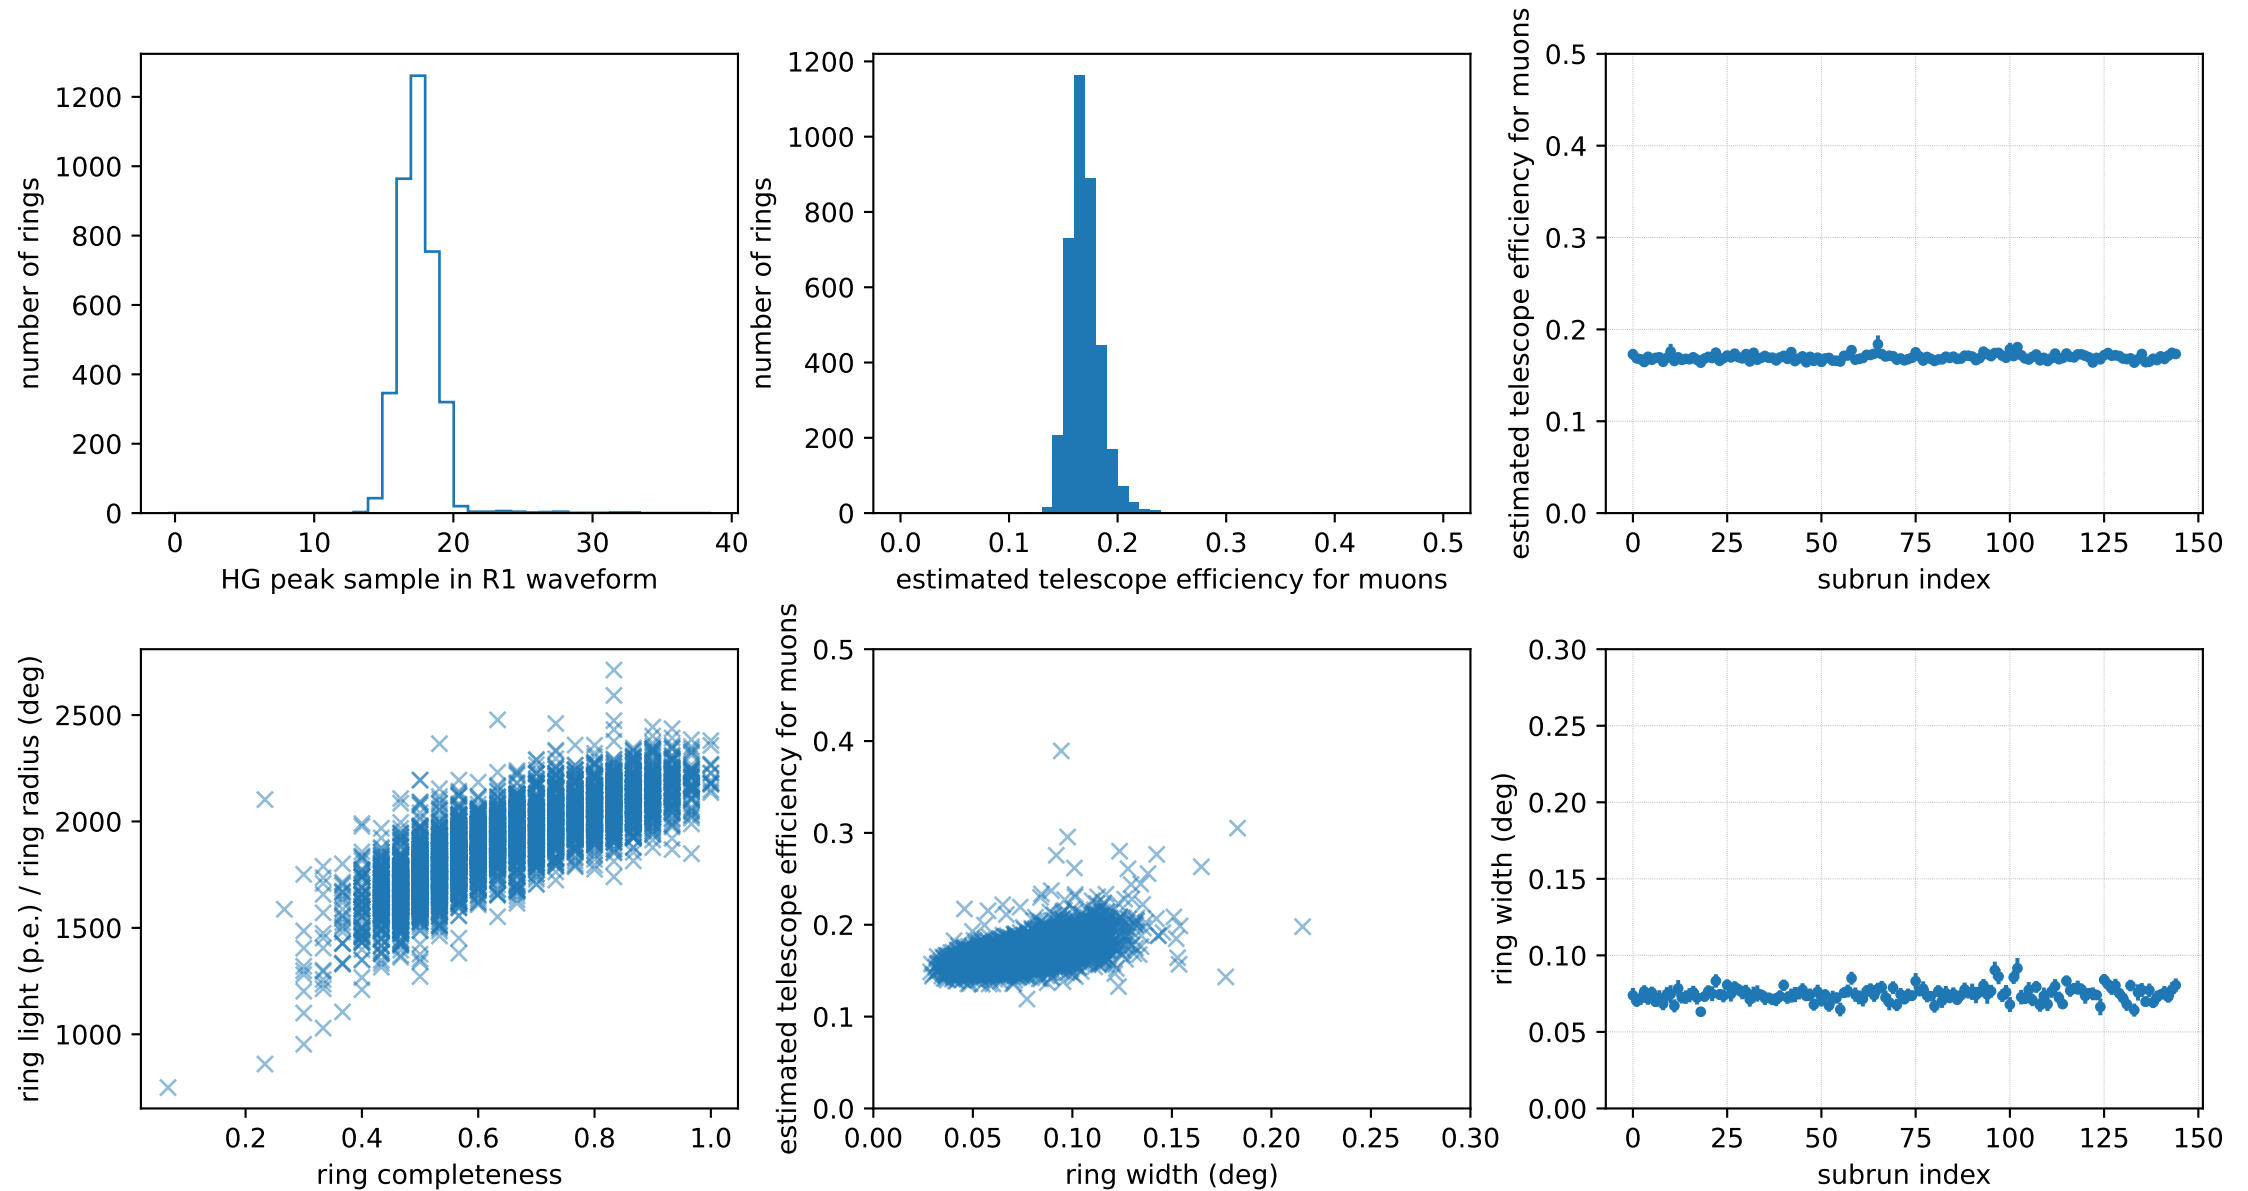 1200
1000
800
600
400
200
0
number of rings
0 10 20 30 40
HG peak sample in R1 waveform
1200
1000
800
600
400
200
0
number of rings
0.0 0.1 0.2 0.3 0.4 0.5
estimated telescope efficiency for muons
0.5
0.4
0.3
0.2
0.1
0.0
estimated telescope efficiency for muons
0 25 50 75 100 125 150
subrun index
2500
2000
1500
1000
ring light (p.e.) / ring radius (deg)
0.2 0.4 0.6 0.8 1.0
ring completeness
0.5
0.4
0.3
0.2
0.1
0.0
estimated telescope efficiency for muons
0.00 0.05 0.10 0.15 0.20 0.25 0.30
ring width (deg)
0.30
0.25
0.20
0.15
0.10
0.05
0.00
ring width (deg)
0 25 50 75 100 125 150
subrun index